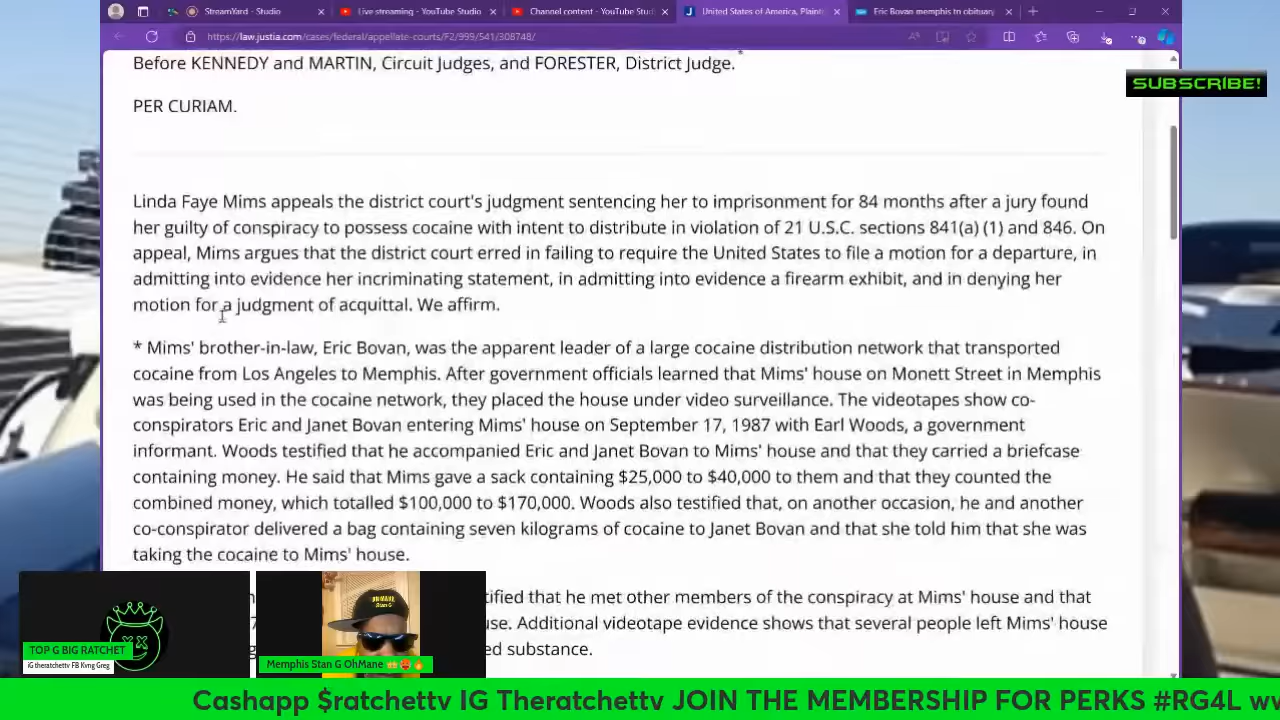 StreamYard - Studio
Live streaming - YouTube Studio
Channel content - YouTube Stud
United States of America, Plainti
Eric Bovan memphis tn obituary
https://law.justia.com/cases/federal/appellate-courts/F2/999/541/308748/
Before KENNEDY and MARTIN, Circuit Judges, and FORESTER, District Judge.*
SUBSCRIBE!
PER CURIAM.
Linda Faye Mims appeals the district court's judgment sentencing her to imprisonment for 84 months after a jury found
her guilty of conspiracy to possess cocaine with intent to distribute in violation of 21 U.S.C. sections 841(a) (1) and 846. On
appeal, Mims argues that the district court erred in failing to require the United States to file a motion for a departure, in
admitting into evidence her incriminating statement, in admitting into evidence a firearm exhibit, and in denying her
motion for a judgment of acquittal. We affirm.
* Mims' brother-in-law, Eric Bovan, was the apparent leader of a large cocaine distribution network that transported
cocaine from Los Angeles to Memphis. After government officials learned that Mims' house on Monett Street in Memphis
was being used in the cocaine network, they placed the house under video surveillance. The videotapes show co-
conspirators Eric and Janet Bovan entering Mims' house on September 17, 1987 with Earl Woods, a government
informant. Woods testified that he accompanied Eric and Janet Bovan to Mims' house and that they carried a briefcase
containing money. He said that Mims gave a sack containing $25,000 to $40,000 to them and that they counted the
combined money, which totalled $100,000 to $170,000. Woods also testified that, on another occasion, he and another
co-conspirator delivered a bag containing seven kilograms of cocaine to Janet Bovan and that she told him that she was
taking the cocaine to Mims' house.
tified that he met other members of the conspiracy at Mims' house and that
use. Additional videotape evidence shows that several people left Mims' house
ed substance.
OH MANE
Stan G
TOP G BIG RATCHET
iG theratchettv FB Kvng Greg
Memphis Stan G OhMane
Cashapp $ratchettv IG Theratchettv JOIN THE MEMBERSHIP FOR PERKS #RG4L wv